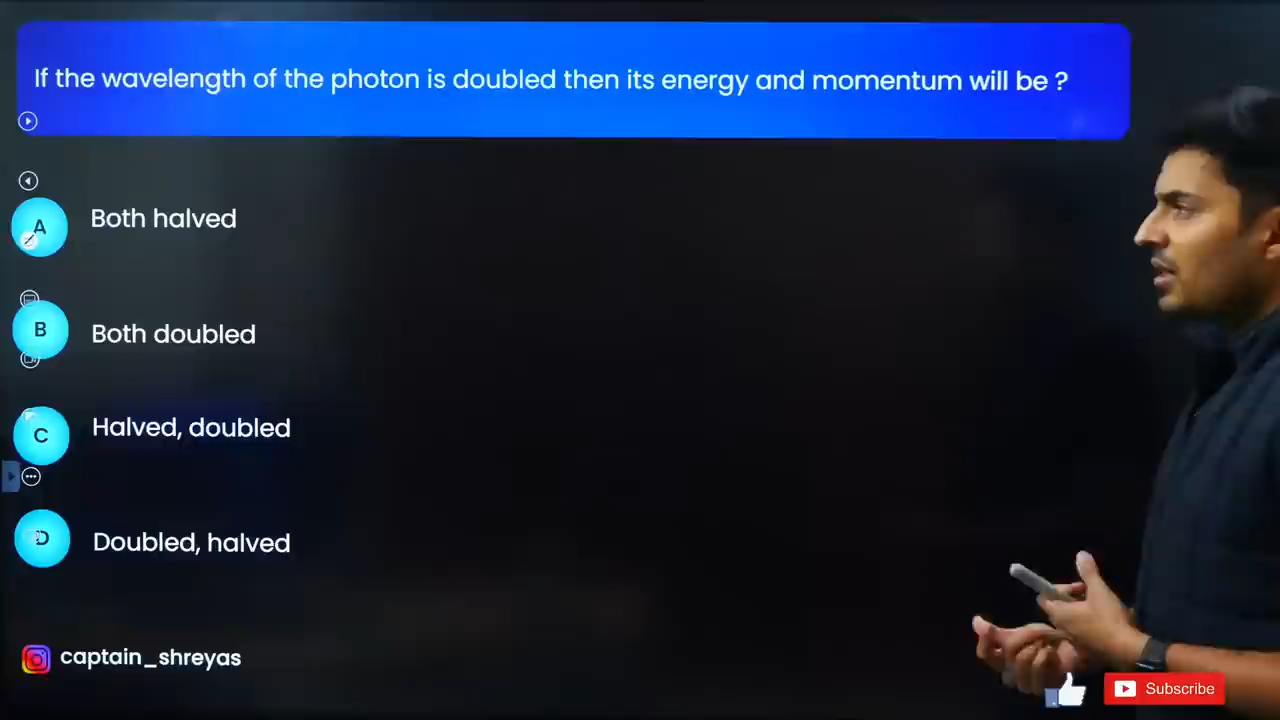 If the wavelength of the photon is doubled then its energy and momentum will be ?
A Both halved
B Both doubled
C Halved, doubled
D Doubled, halved
captain_shreyas
Subscribe